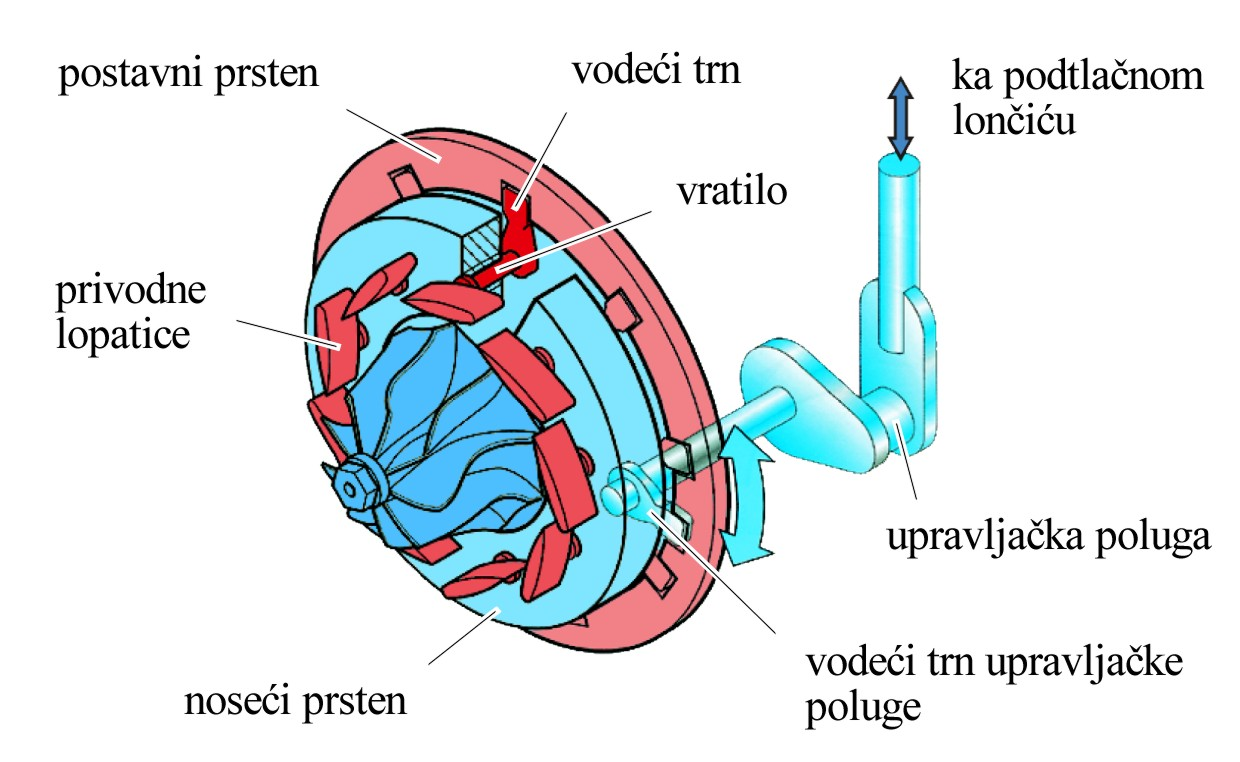 postavni prsten
vodeći trn
ka podtlačnom
lončiću
vratilo
privodne
lopatice
upravljačka poluga
vodeći trn upravljačke
poluge
noseći prsten